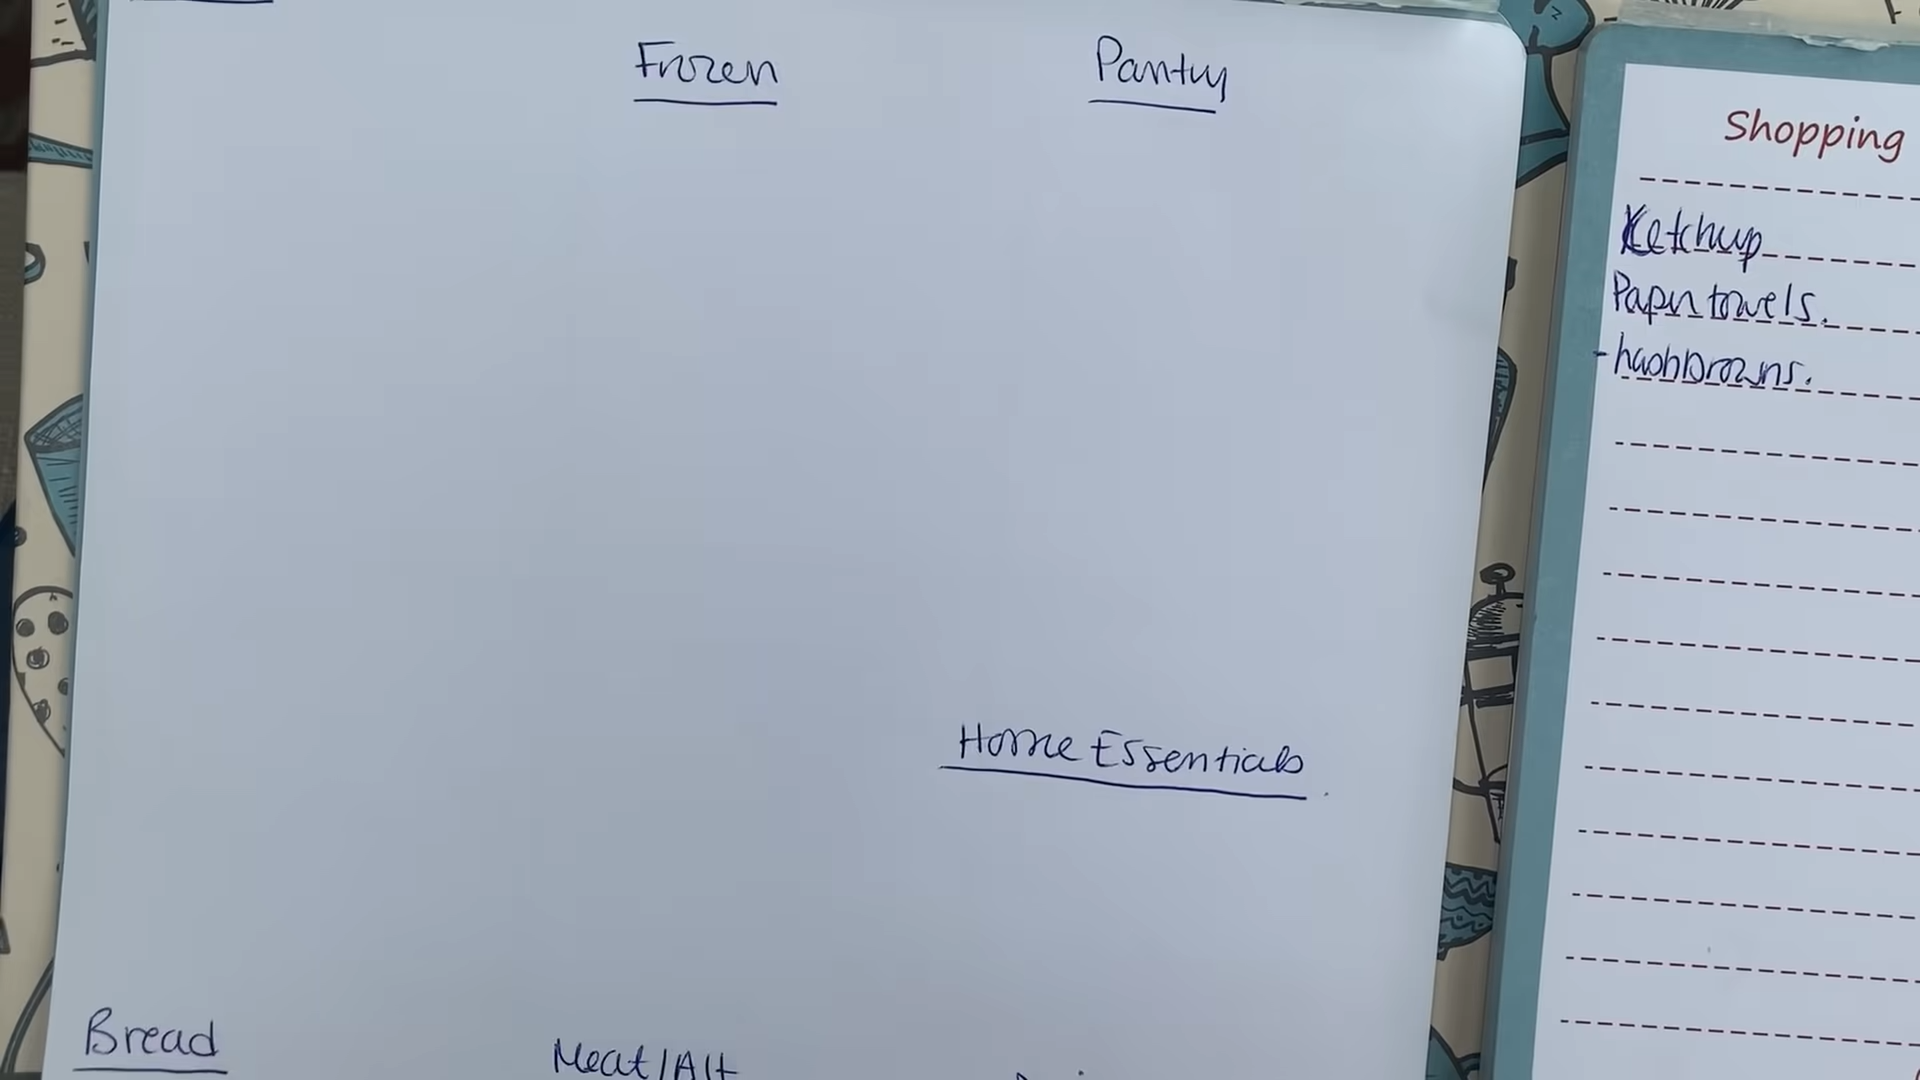 Frozen
Pantry
Home Essentials
Bread
Meat/Alt
Shopping
Ketchup
Paper towels.
-hashbrowns.